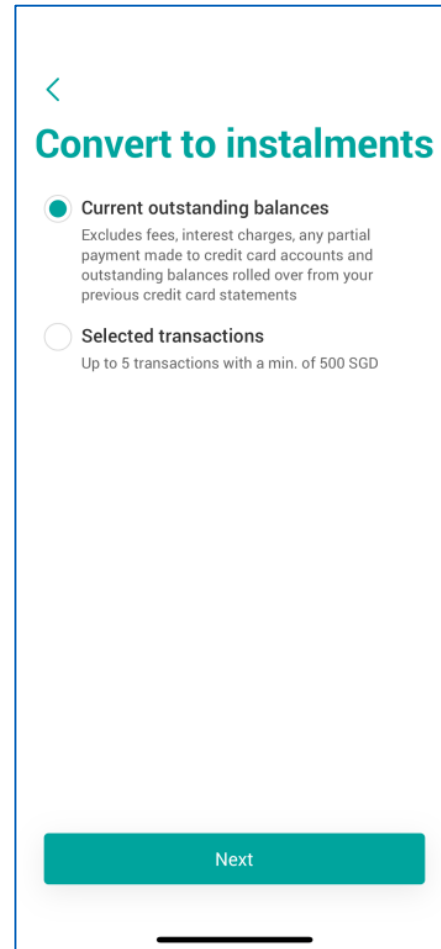 Convert to instalments
Current outstanding balances
Excludes fees, interest charges, any partial
payment made to credit card accounts and
outstanding balances rolled over from your
previous credit card statements
Selected transactions
Up to 5 transactions with a min. of 500 SGD
Next